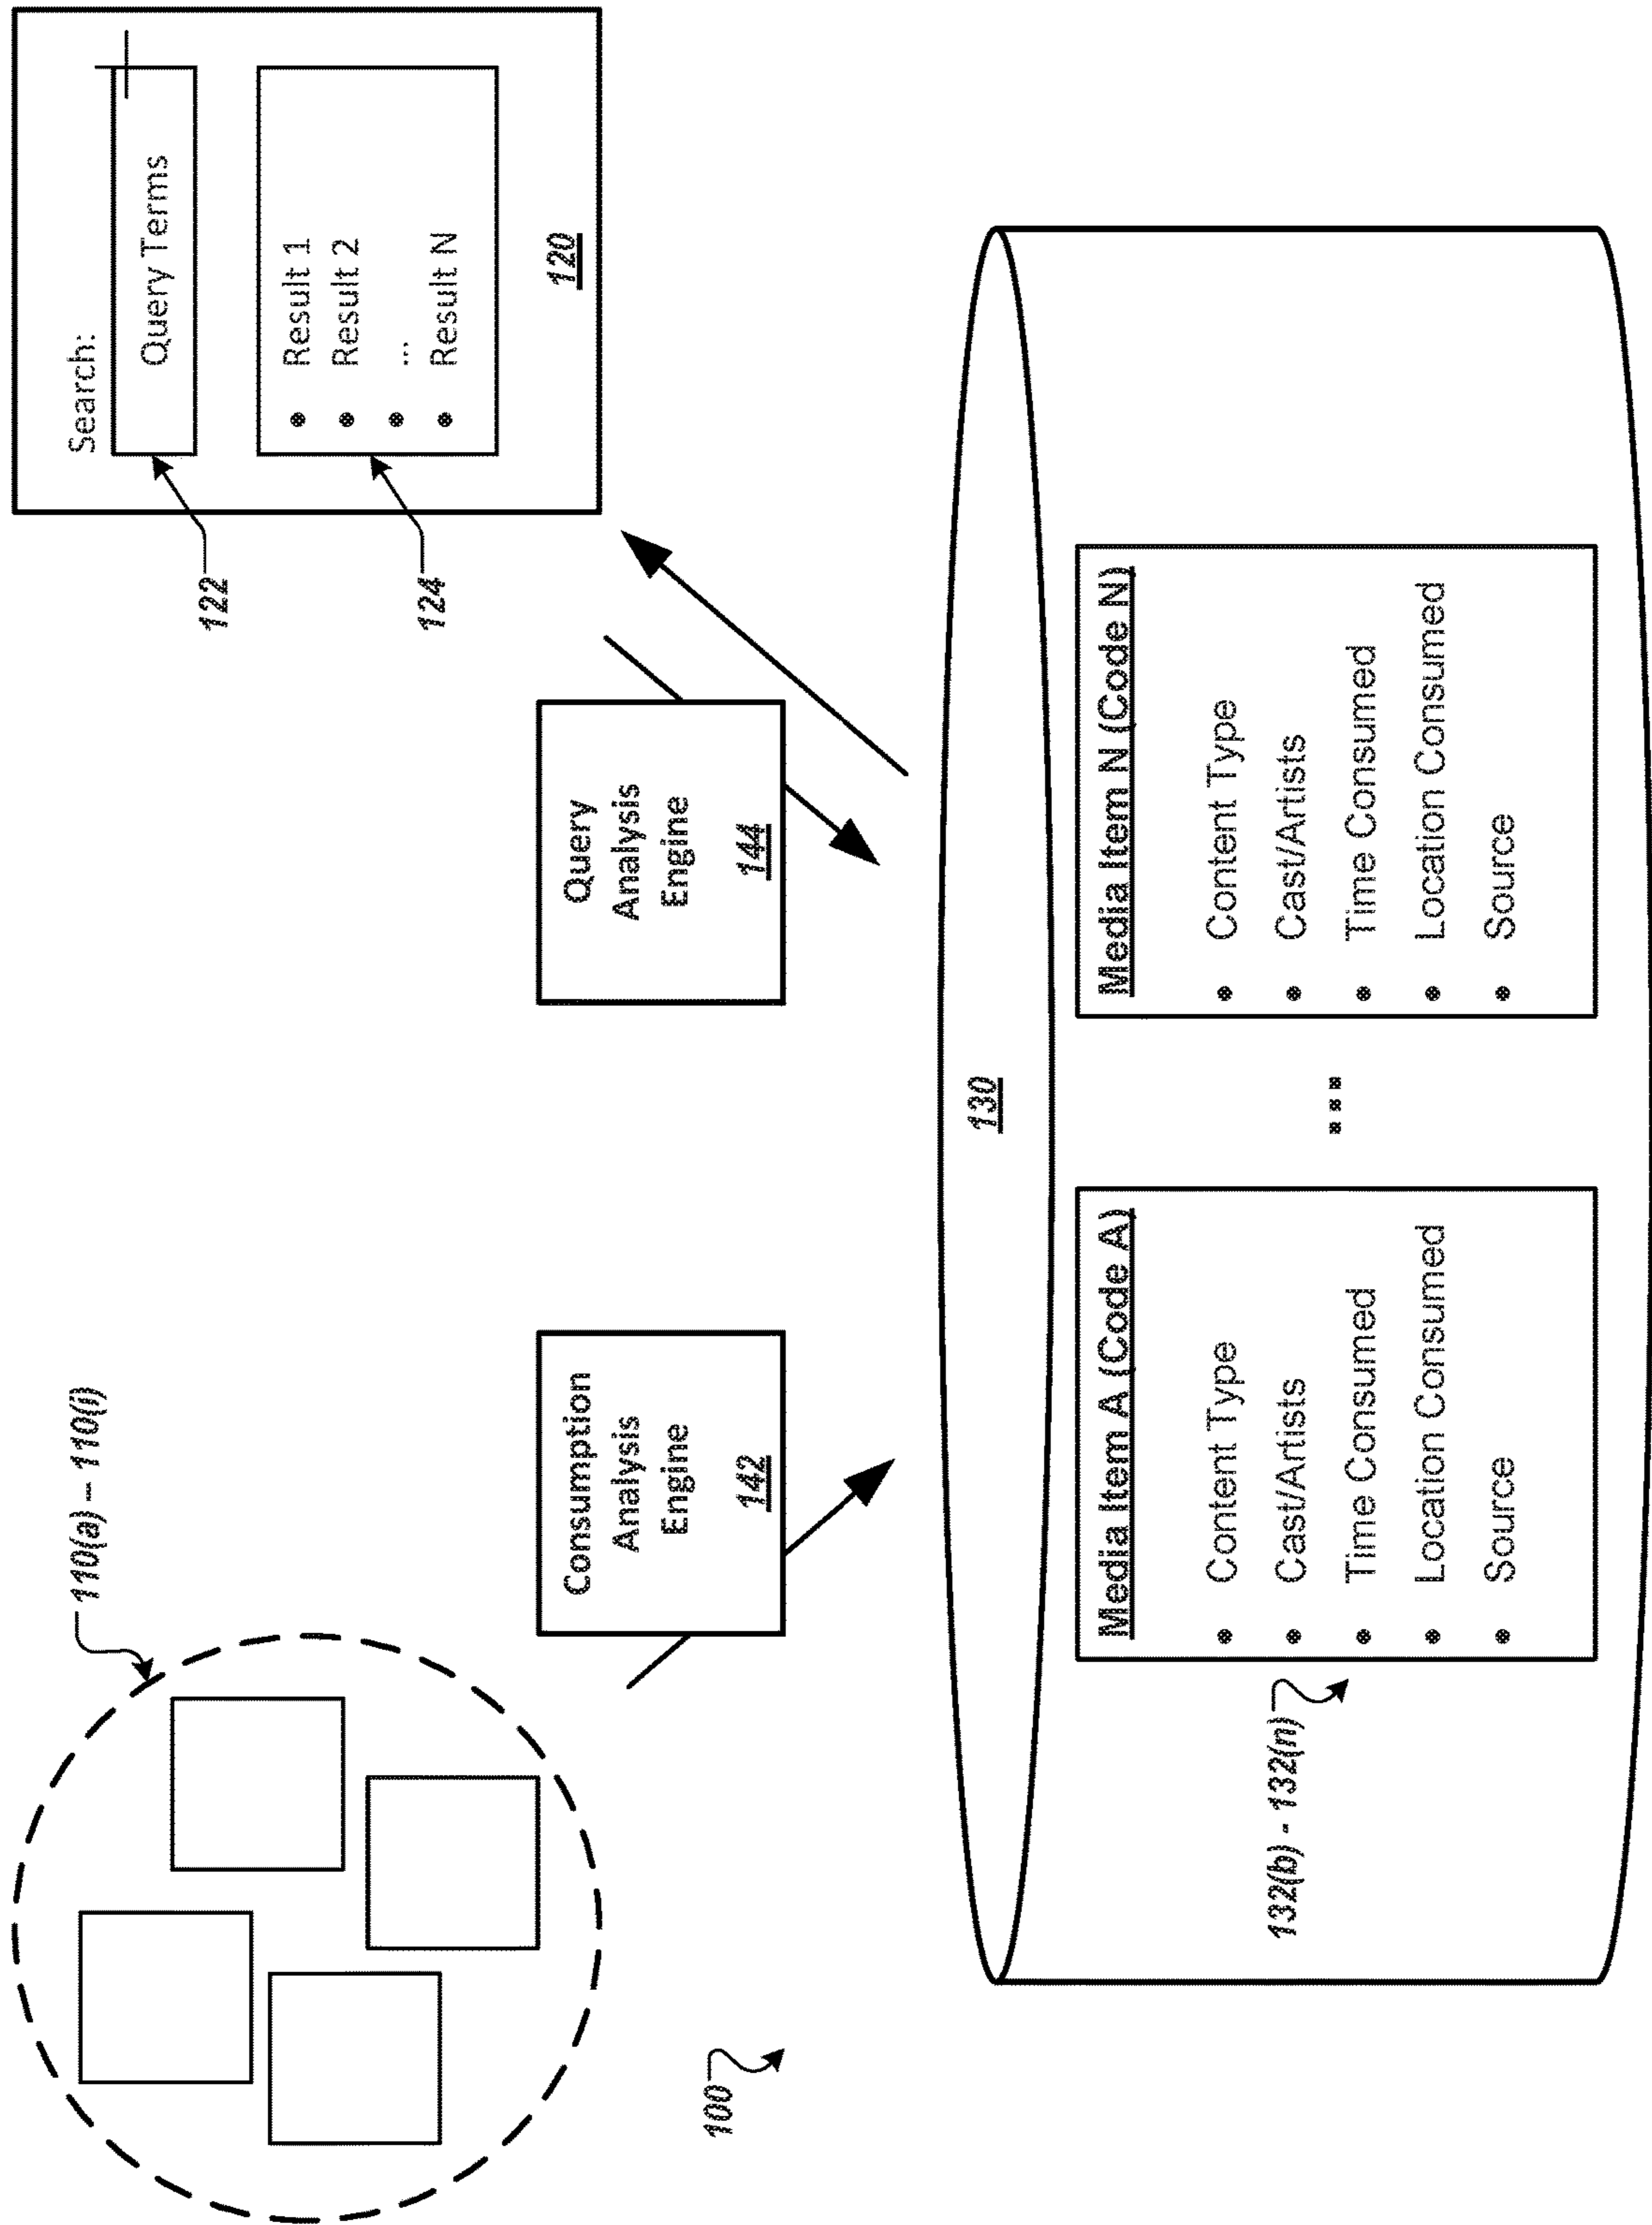 110(a) – 110(i)
Search:
Query Terms
122
Result 1
Result 2
...
Result N
124
120
Consumption
Analysis
Engine
142
Query
Analysis
Engine
144
100
130
132(b) - 132(n)
Media Item A (Code A)
Content Type
Cast/Artists
Time Consumed
Location Consumed
Source
...
Media Item N (Code N)
Content Type
Cast/Artists
Time Consumed
Location Consumed
Source